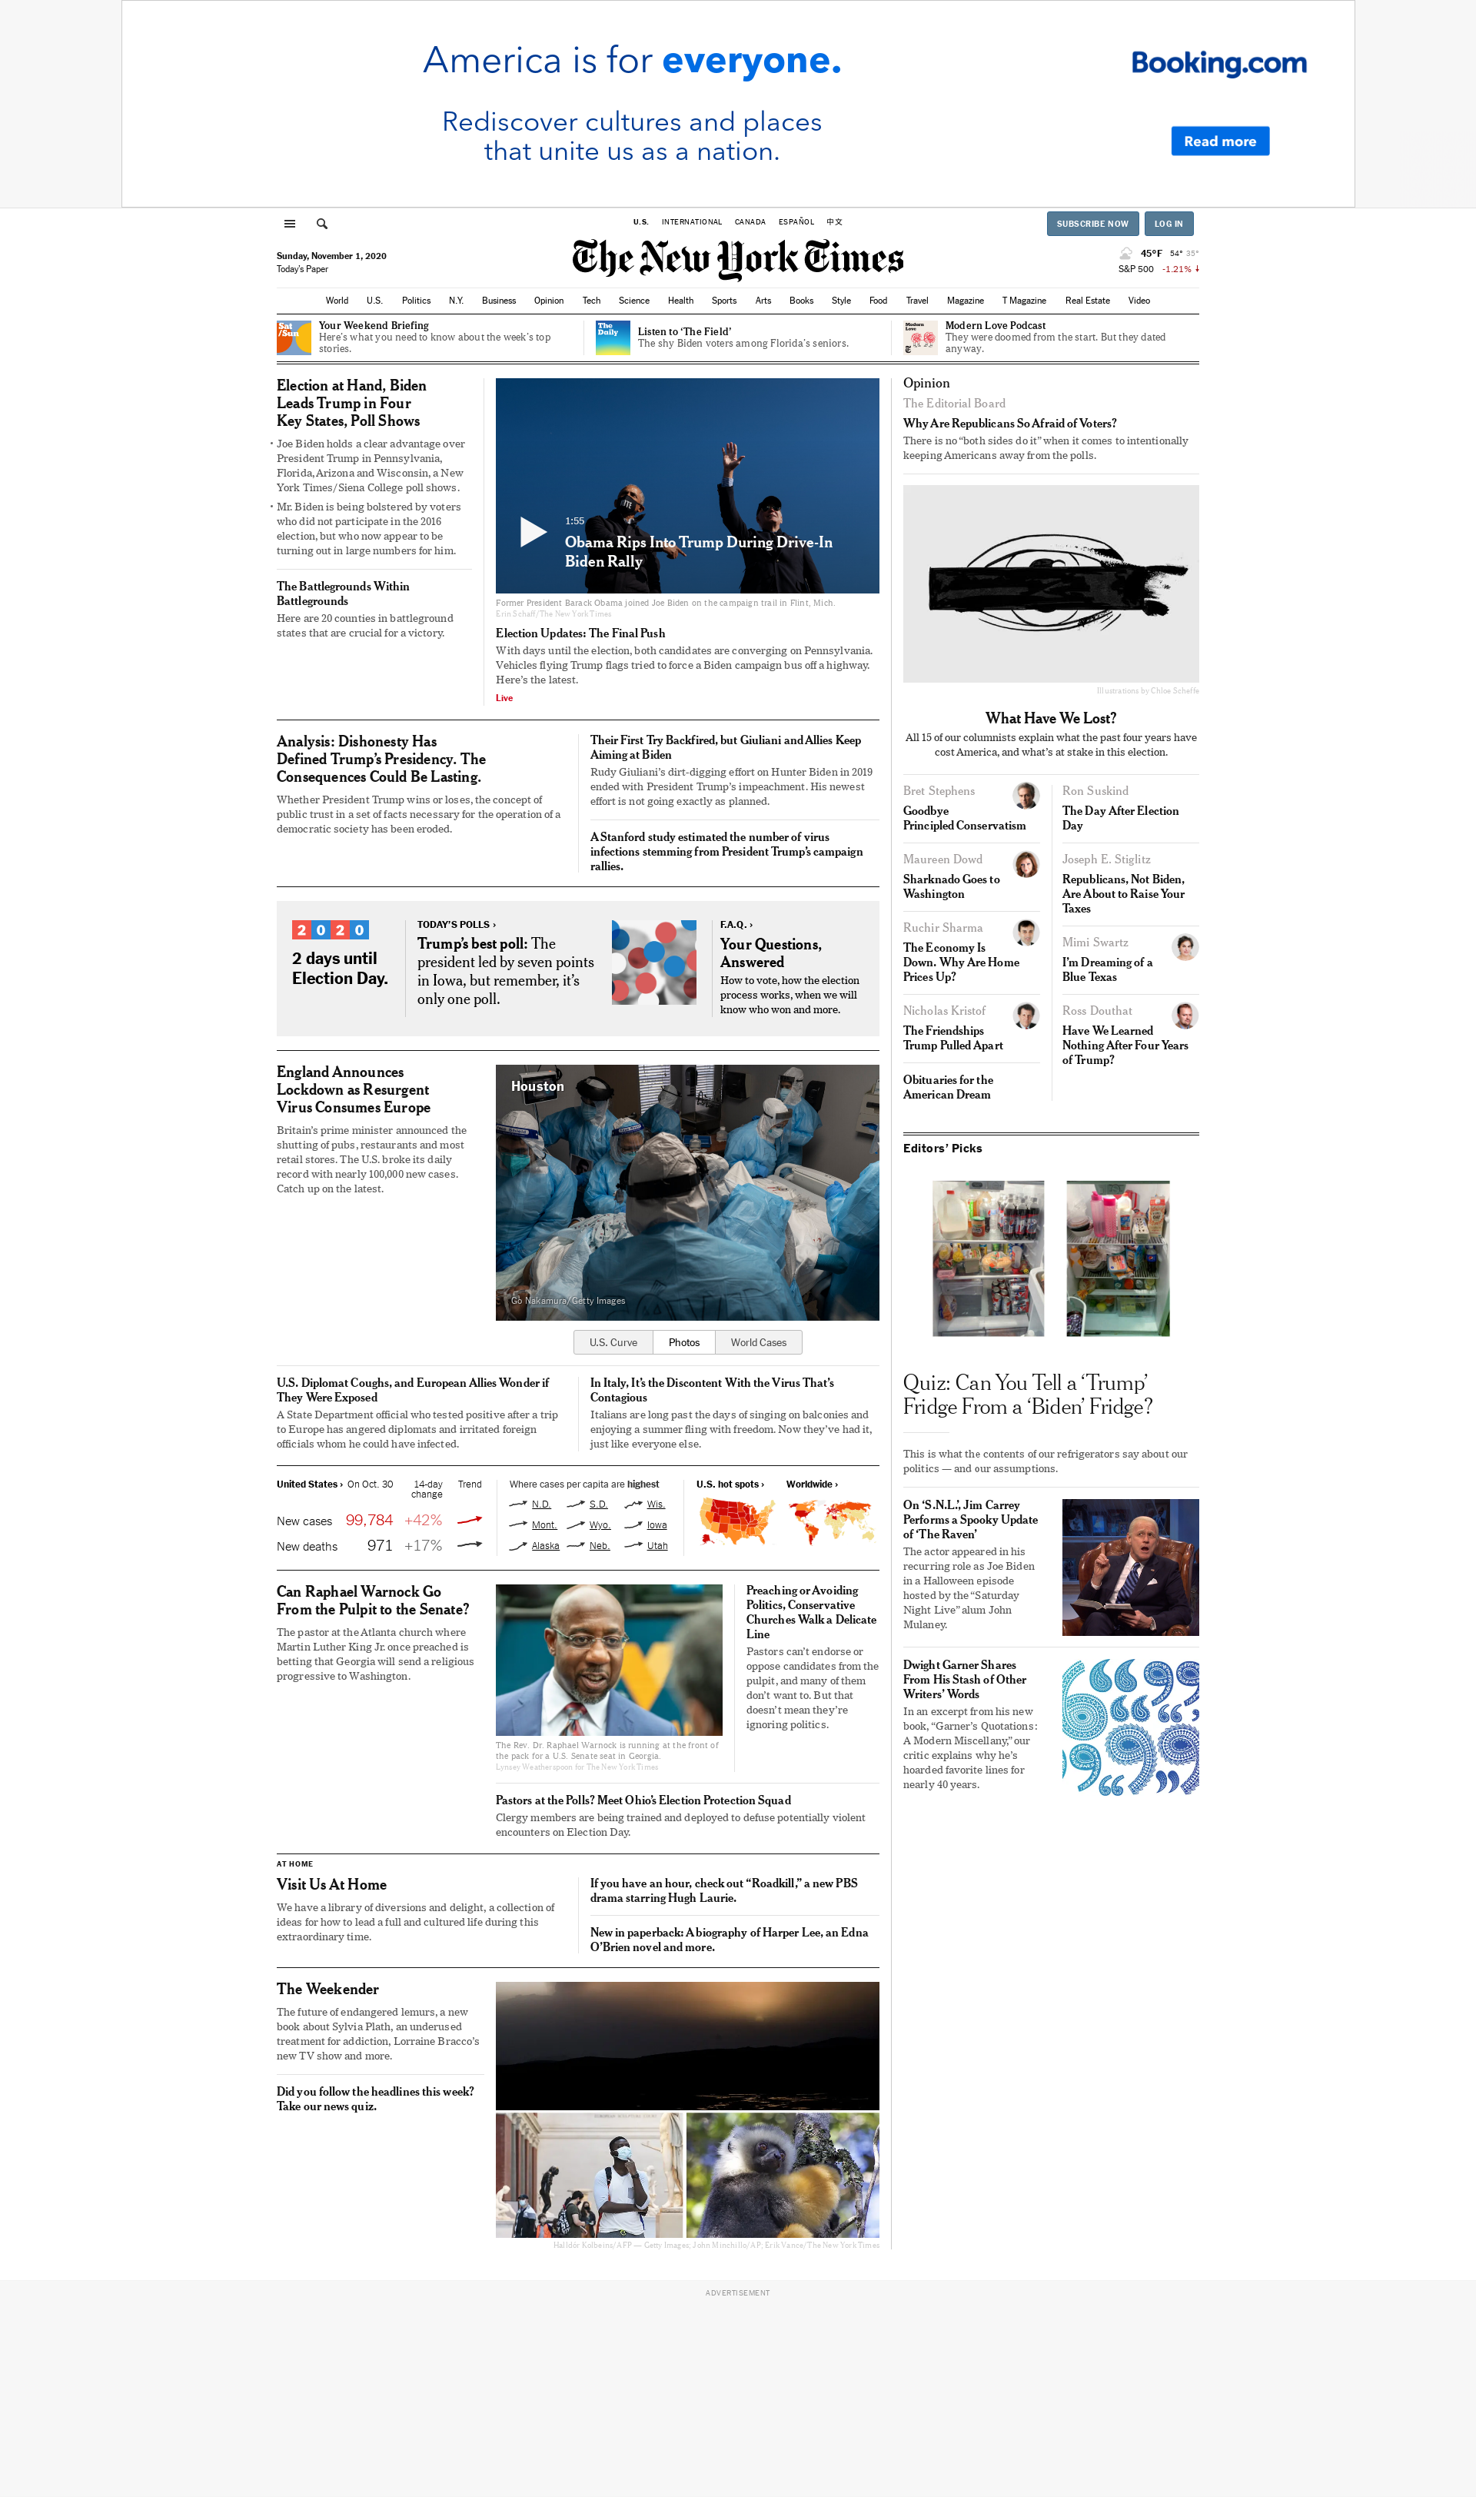 America is for everyone.
Booking.com
Rediscover cultures and places
that unite us as a nation.
Read more
U.S. INTERNATIONAL CANADA ESPAÑOL 中文
SUBSCRIBE NOW LOG IN
Sunday, November 1, 2020
Today's Paper
The New York Times
45°F 54° 35°
S&P 500 -1.21%
World U.S. Politics N.Y. Business Opinion Tech Science Health Sports Arts Books Style Food Travel Magazine T Magazine Real Estate Video
Sat
/Sun
Your Weekend Briefing
Here's what you need to know about the week's top
stories.
The
Daily
Listen to ‘The Field’
The shy Biden voters among Florida's seniors.
Modern
Love
Modern Love Podcast
They were doomed from the start. But they dated
anyway.
Election at Hand, Biden
Leads Trump in Four
Key States, Poll Shows
• Joe Biden holds a clear advantage over
President Trump in Pennsylvania,
Florida, Arizona and Wisconsin, a New
York Times/Siena College poll shows.
• Mr. Biden is being bolstered by voters
who did not participate in the 2016
election, but who now appear to be
turning out in large numbers for him.
The Battlegrounds Within
Battlegrounds
Here are 20 counties in battleground
states that are crucial for a victory.
1:55
Obama Rips Into Trump During Drive-In
Biden Rally
Former President Barack Obama joined Joe Biden on the campaign trail in Flint, Mich.
Erin Schaff/The New York Times
Election Updates: The Final Push
With days until the election, both candidates are converging on Pennsylvania.
Vehicles flying Trump flags tried to force a Biden campaign bus off a highway.
Here's the latest.
Live
Analysis: Dishonesty Has
Defined Trump's Presidency. The
Consequences Could Be Lasting.
Whether President Trump wins or loses, the concept of
public trust in a set of facts necessary for the operation of a
democratic society has been eroded.
Their First Try Backfired, but Giuliani and Allies Keep
Aiming at Biden
Rudy Giuliani's dirt-digging effort on Hunter Biden in 2019
ended with President Trump's impeachment. His newest
effort is not going exactly as planned.
A Stanford study estimated the number of virus
infections stemming from President Trump's campaign
rallies.
2020
2 days until
Election Day.
TODAY'S POLLS ›
Trump's best poll: The
president led by seven points
in Iowa, but remember, it's
only one poll.
F.A.Q. ›
Your Questions,
Answered
How to vote, how the election
process works, when we will
know who won and more.
England Announces
Lockdown as Resurgent
Virus Consumes Europe
Britain's prime minister announced the
shutting of pubs, restaurants and most
retail stores. The U.S. broke its daily
record with nearly 100,000 new cases.
Catch up on the latest.
Houston
Go Nakamura/Getty Images
U.S. Curve Photos World Cases
U.S. Diplomat Coughs, and European Allies Wonder if
They Were Exposed
A State Department official who tested positive after a trip
to Europe has angered diplomats and irritated foreign
officials whom he could have infected.
In Italy, It's the Discontent With the Virus That's
Contagious
Italians are long past the days of singing on balconies and
enjoying a summer fling with freedom. Now they've had it,
just like everyone else.
United States › On Oct. 30 14-day
change Trend
New cases 99,784 +42%
New deaths 971 +17%
Where cases per capita are highest
N.D. S.D. Wis.
Mont. Wyo. Iowa
Alaska Neb. Utah
U.S. hot spots › Worldwide ›
Can Raphael Warnock Go
From the Pulpit to the Senate?
The pastor at the Atlanta church where
Martin Luther King Jr. once preached is
betting that Georgia will send a religious
progressive to Washington.
The Rev. Dr. Raphael Warnock is running at the front of
the pack for a U.S. Senate seat in Georgia.
Lynsey Weatherspoon for The New York Times
Preaching or Avoiding
Politics, Conservative
Churches Walk a Delicate
Line
Pastors can't endorse or
oppose candidates from the
pulpit, and many of them
don't want to. But that
doesn't mean they're
ignoring politics.
Pastors at the Polls? Meet Ohio's Election Protection Squad
Clergy members are being trained and deployed to defuse potentially violent
encounters on Election Day.
AT HOME
Visit Us At Home
We have a library of diversions and delight, a collection of
ideas for how to lead a full and cultured life during this
extraordinary time.
If you have an hour, check out “Roadkill,” a new PBS
drama starring Hugh Laurie.
New in paperback: A biography of Harper Lee, an Edna
O'Brien novel and more.
The Weekender
The future of endangered lemurs, a new
book about Sylvia Plath, an underused
treatment for addiction, Lorraine Bracco's
new TV show and more.
Did you follow the headlines this week?
Take our news quiz.
Halldór Kolbeins/AFP — Getty Images; John Minchillo/AP; Erik Vance/The New York Times
Opinion
The Editorial Board
Why Are Republicans So Afraid of Voters?
There is no “both sides do it” when it comes to intentionally
keeping Americans away from the polls.
Illustrations by Chloe Scheffe
What Have We Lost?
All 15 of our columnists explain what the past four years have
cost America, and what's at stake in this election.
Bret Stephens
Goodbye
Principled Conservatism
Maureen Dowd
Sharknado Goes to
Washington
Ruchir Sharma
The Economy Is
Down. Why Are Home
Prices Up?
Nicholas Kristof
The Friendships
Trump Pulled Apart
Obituaries for the
American Dream
Ron Suskind
The Day After Election
Day
Joseph E. Stiglitz
Republicans, Not Biden,
Are About to Raise Your
Taxes
Mimi Swartz
I'm Dreaming of a
Blue Texas
Ross Douthat
Have We Learned
Nothing After Four Years
of Trump?
Editors' Picks
Quiz: Can You Tell a ‘Trump’
Fridge From a ‘Biden’ Fridge?
This is what the contents of our refrigerators say about our
politics — and our assumptions.
On ‘S.N.L.’, Jim Carrey
Performs a Spooky Update
of ‘The Raven’
The actor appeared in his
recurring role as Joe Biden
in a Halloween episode
hosted by the “Saturday
Night Live” alum John
Mulaney.
Dwight Garner Shares
From His Stash of Other
Writers' Words
In an excerpt from his new
book, “Garner's Quotations:
A Modern Miscellany,” our
critic explains why he's
hoarded favorite lines for
nearly 40 years.
ADVERTISEMENT